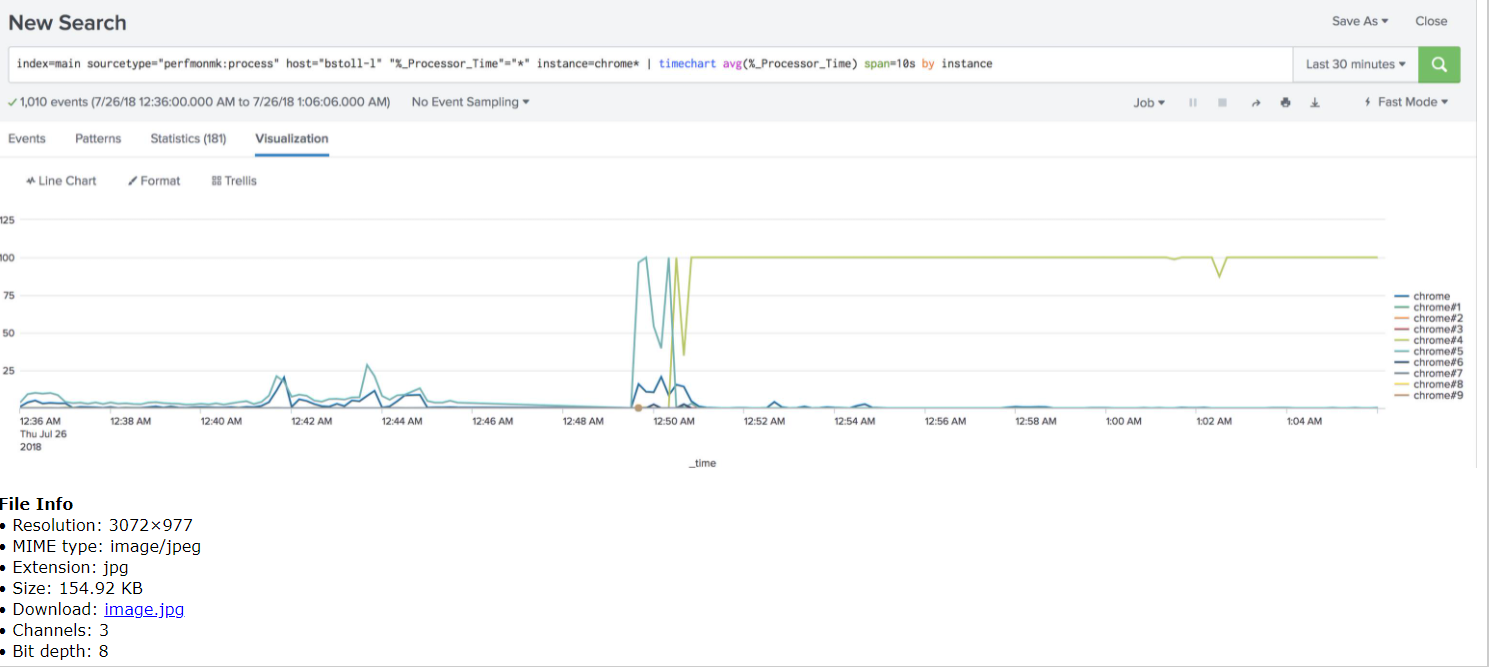 New Search
Save As ▾ Close
index=main sourcetype="perfmonmk:process" host="bstoll-l" "%_Processor_Time"="*" instance=chrome* | timechart avg(%_Processor_Time) span=10s by instance
Last 30 minutes ▾
✓ 1,010 events (7/26/18 12:36:00.000 AM to 7/26/18 1:06:06.000 AM) No Event Sampling ▾
Job ▾ Fast Mode ▾
Events Patterns Statistics (181) Visualization
Line Chart Format Trellis
125
100
75
50
25
chrome
chrome#1
chrome#2
chrome#3
chrome#4
chrome#5
chrome#6
chrome#7
chrome#8
chrome#9
12:36 AM 12:38 AM 12:40 AM 12:42 AM 12:44 AM 12:46 AM 12:48 AM 12:50 AM 12:52 AM 12:54 AM 12:56 AM 12:58 AM 1:00 AM 1:02 AM 1:04 AM
Thu Jul 26
2018
_time
File Info
• Resolution: 3072×977
• MIME type: image/jpeg
• Extension: jpg
• Size: 154.92 KB
• Download: image.jpg
• Channels: 3
• Bit depth: 8